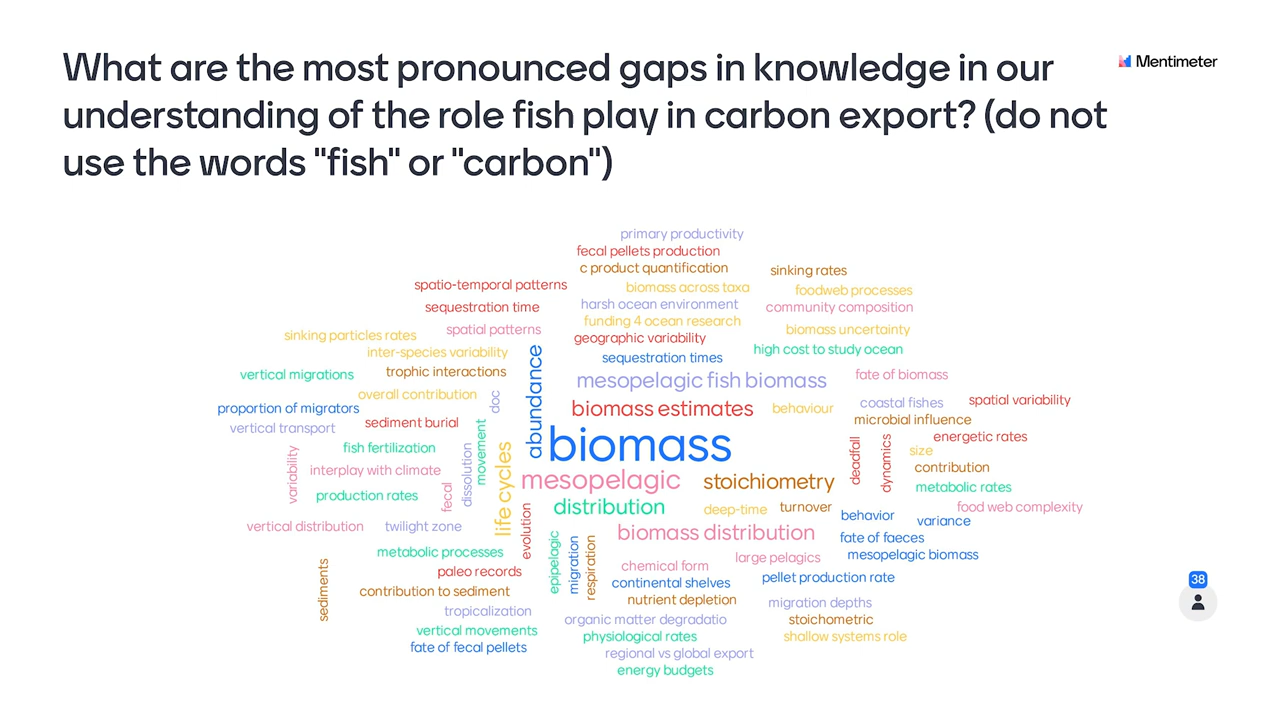 What are the most pronounced gaps in knowledge in our
understanding of the role fish play in carbon export? (do not
use the words "fish" or "carbon")
Mentimeter
primary productivity
fecal pellets production
c product quantification
sinking rates
spatio-temporal patterns
biomass across taxa
foodweb processes
sequestration time
harsh ocean environment
community composition
funding 4 ocean research
sinking particles rates
spatial patterns
geographic variability
biomass uncertainty
inter-species variability
sequestration times
high cost to study ocean
vertical migrations
trophic interactions
abundance
mesopelagic fish biomass
fate of biomass
overall contribution
doc
proportion of migrators
sediment burial
biomass estimates
behaviour
coastal fishes
spatial variability
vertical transport
microbial influence
movement
fish fertilization
biomass
energetic rates
variability
interplay with climate
dissolution
life cycles
deadfall
dynamics
size
contribution
production rates
fecal
mesopelagic
stoichiometry
metabolic rates
distribution
deep-time
turnover
food web complexity
vertical distribution
twilight zone
evolution
behavior
variance
biomass distribution
fate of faeces
metabolic processes
epipelagic
migration
respiration
large pelagics
mesopelagic biomass
sediments
paleo records
chemical form
continental shelves
pellet production rate
contribution to sediment
nutrient depletion
migration depths
38
tropicalization
organic matter degradatio
stoichometric
vertical movements
physiological rates
shallow systems role
fate of fecal pellets
regional vs global export
energy budgets